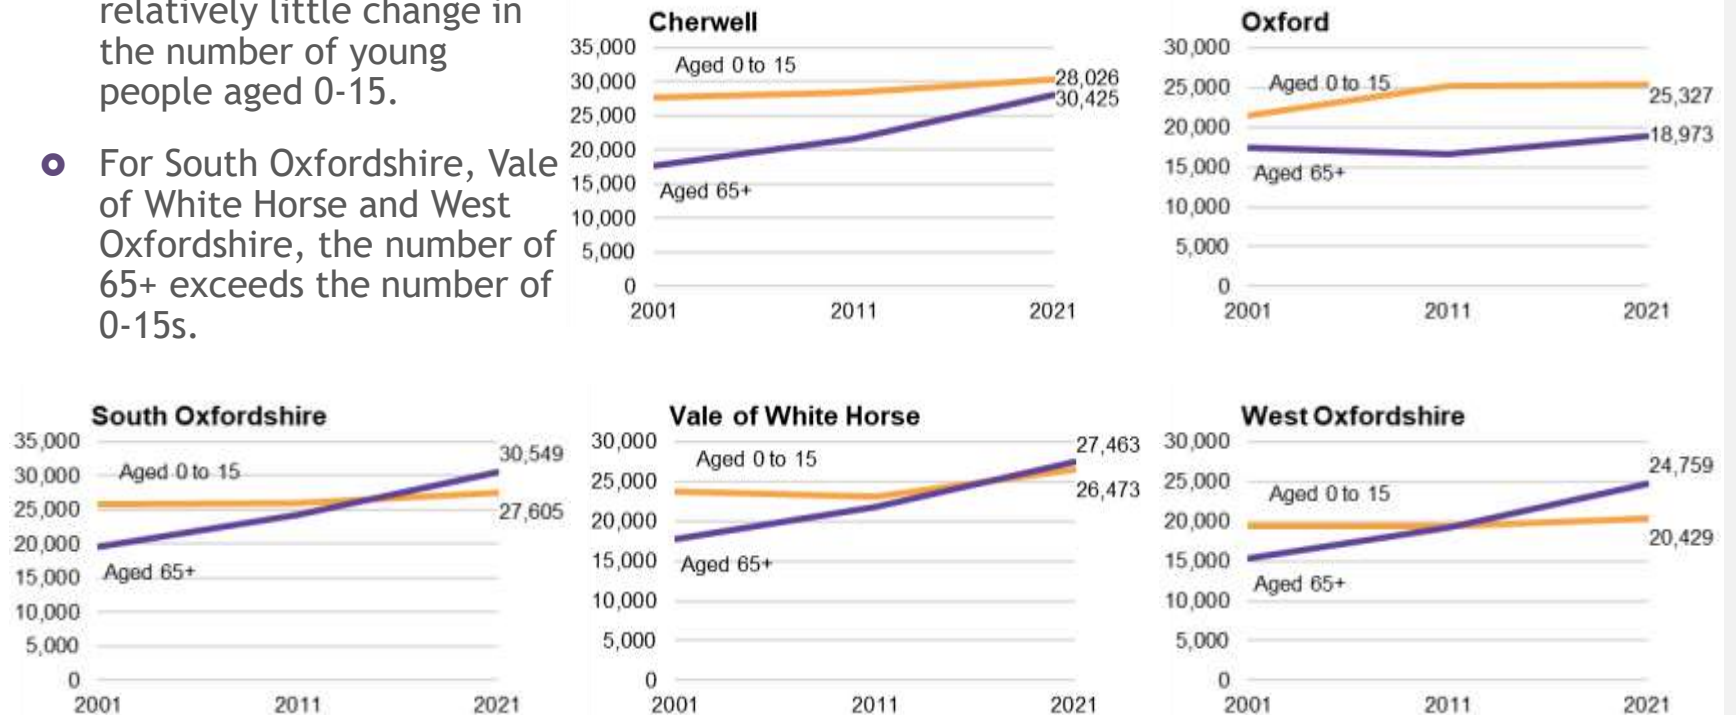 relatively little change in
the number of young
people aged 0-15.
For South Oxfordshire, Vale
of White Horse and West
Oxfordshire, the number of
65+ exceeds the number of
0-15s.
Cherwell
35,000
30,000
25,000
20,000
15,000
10,000
5,000
0
Aged 0 to 15
Aged 65+
28,026
30,425
2001 2011 2021
Oxford
30,000
25,000
20,000
15,000
10,000
5,000
0
Aged 0 to 15
Aged 65+
25,327
18,973
2001 2011 2021
South Oxfordshire
35,000
30,000
25,000
20,000
15,000
10,000
5,000
0
Aged 0 to 15
Aged 65+
30,549
27,605
2001 2011 2021
Vale of White Horse
30,000
25,000
20,000
15,000
10,000
5,000
0
Aged 0 to 15
Aged 65+
27,463
26,473
2001 2011 2021
West Oxfordshire
30,000
25,000
20,000
15,000
10,000
5,000
0
Aged 0 to 15
Aged 65+
24,759
20,429
2001 2011 2021